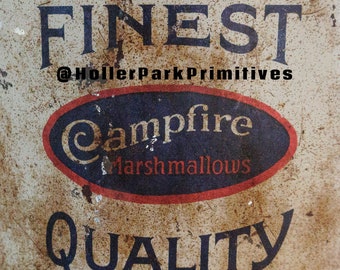 FINEST
@HollerParkPrimitives
Campfire
Marshmallows
QUALITY